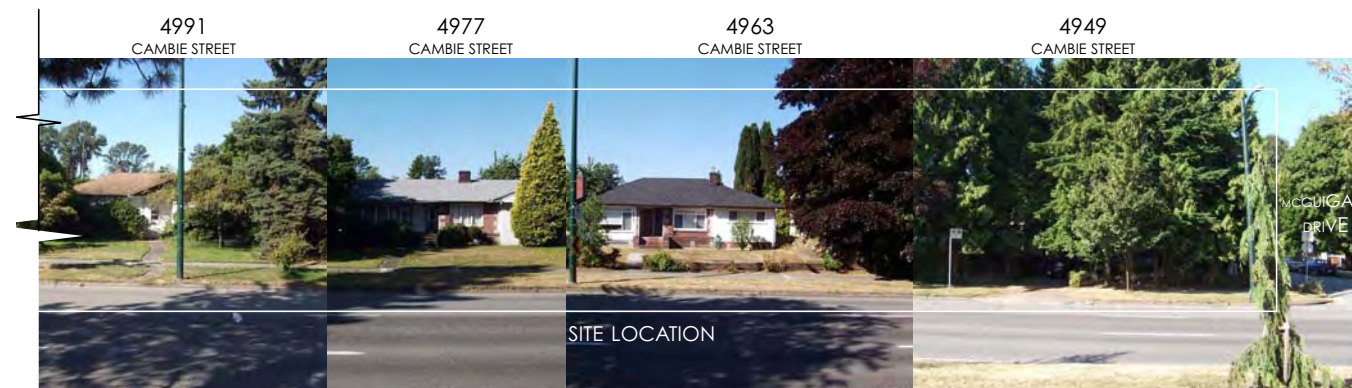 4991
CAMBIE STREET
4977
CAMBIE STREET
4963
CAMBIE STREET
4949
CAMBIE STREET
MCGUIGA
DRIVE
SITE LOCATION